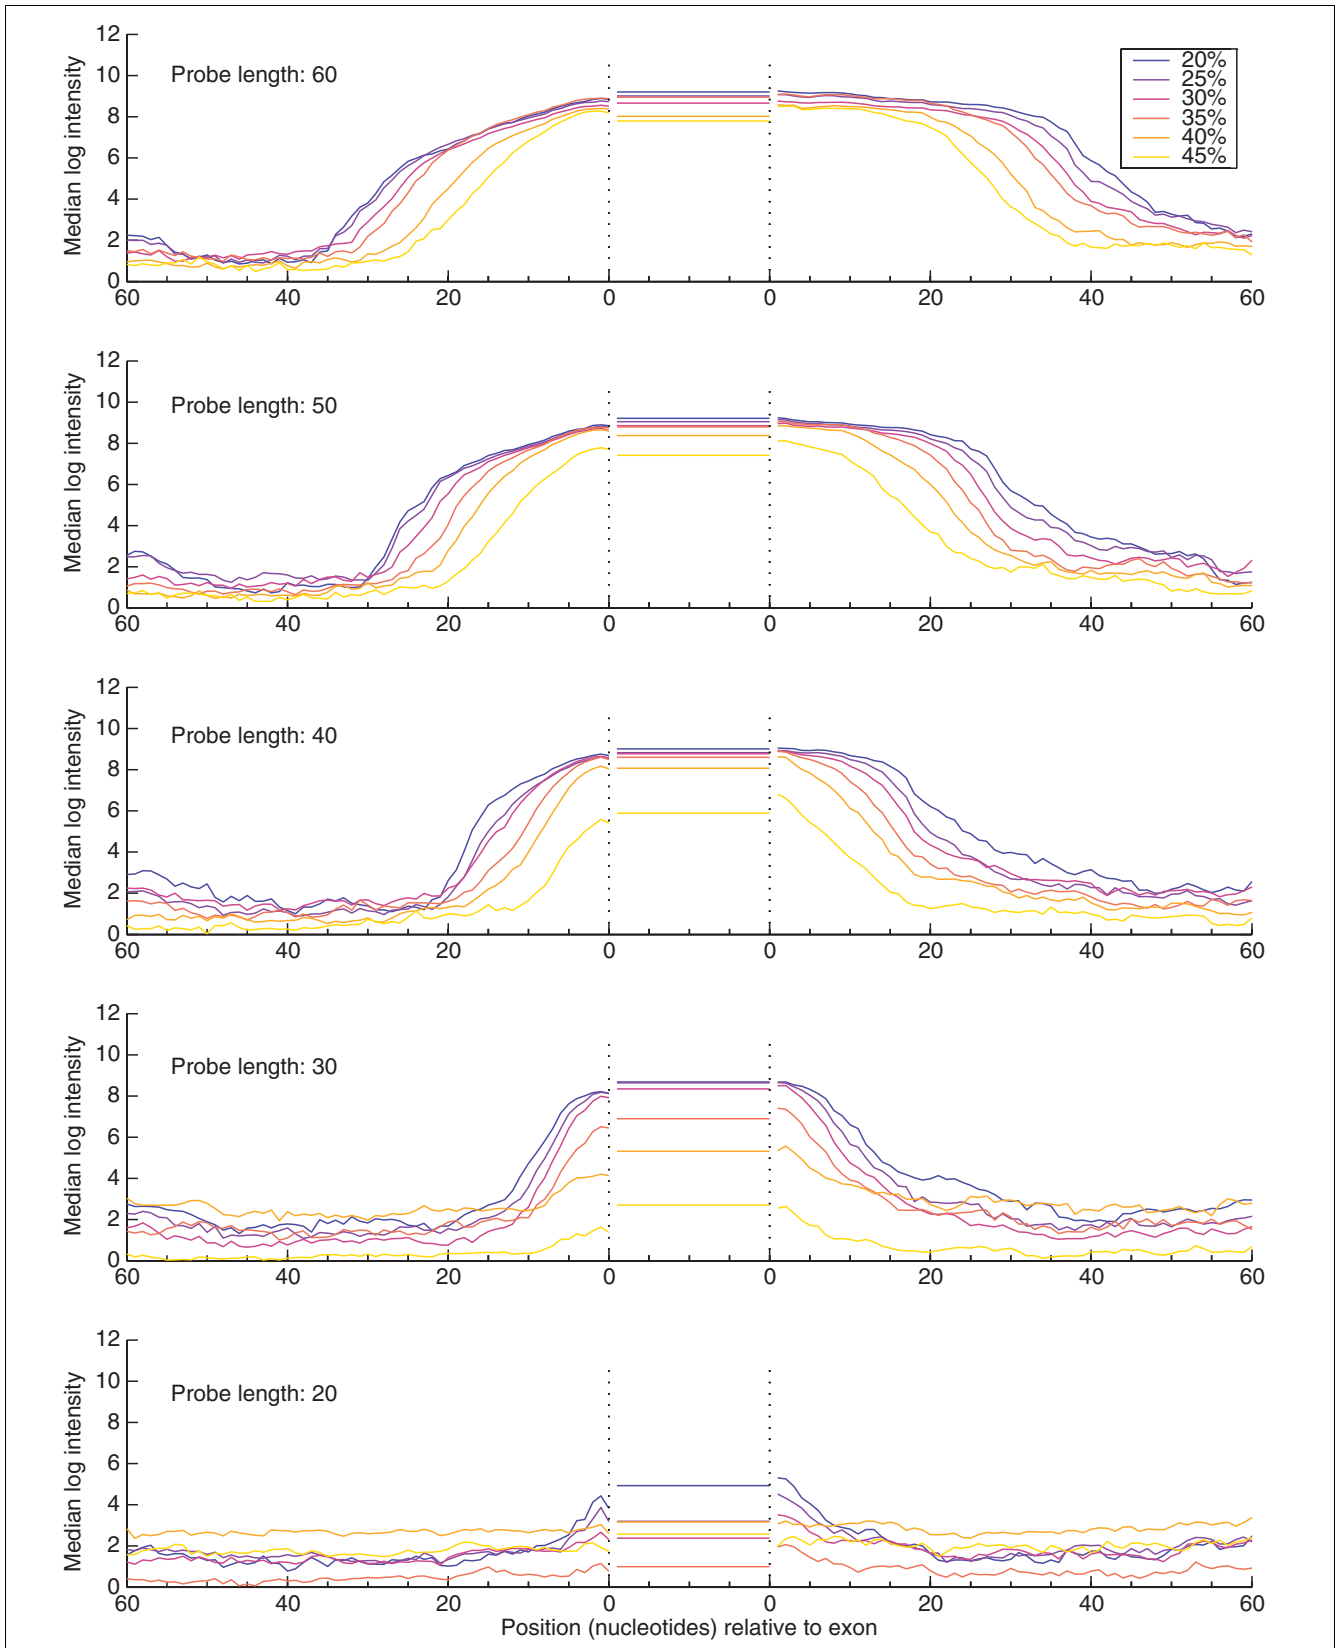 12
10
8
6
4
2
0
Median log intensity
Probe length: 60
20%
25%
30%
35%
40%
45%
60 40 20 0 0 20 40 60
12
10
8
6
4
2
0
Median log intensity
Probe length: 50
60 40 20 0 0 20 40 60
12
10
8
6
4
2
0
Median log intensity
Probe length: 40
60 40 20 0 0 20 40 60
12
10
8
6
4
2
0
Median log intensity
Probe length: 30
60 40 20 0 0 20 40 60
12
10
8
6
4
2
0
Median log intensity
Probe length: 20
60 40 20 0 0 20 40 60
Position (nucleotides) relative to exon